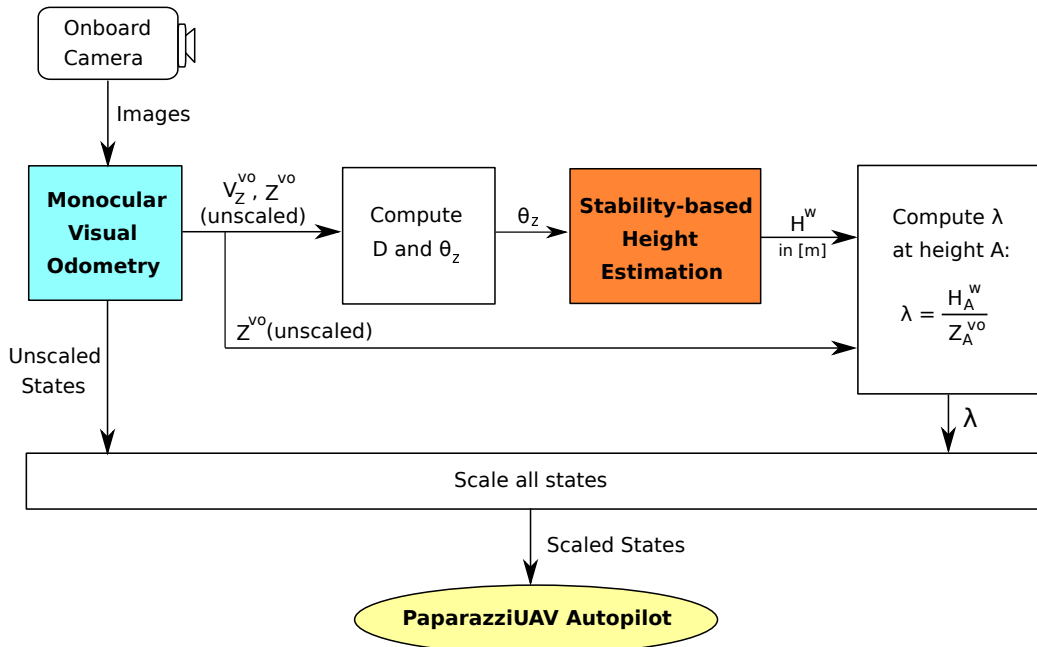 Onboard
Camera
Images
Monocular
Visual
Odometry
V_Z^vo, Z^vo
(unscaled)
Compute
D and θ_z
θ_z
Stability-based
Height
Estimation
H^w
in [m]
Compute λ
at height A:
λ = H_A^w / Z_A^vo
Z^vo(unscaled)
Unscaled
States
λ
Scale all states
Scaled States
PaparazziUAV Autopilot